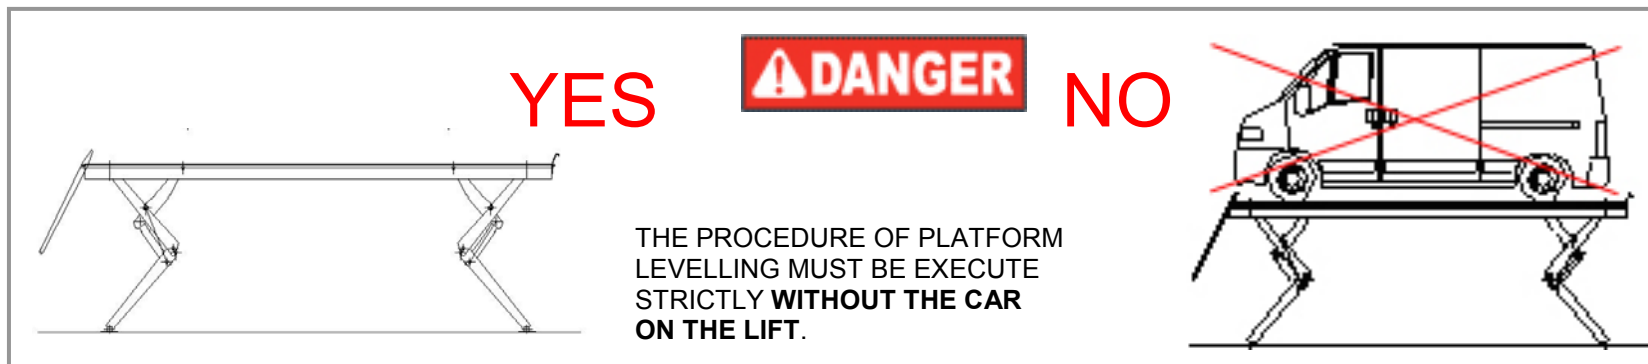 YES
DANGER
NO
THE PROCEDURE OF PLATFORM
LEVELLING MUST BE EXECUTE
STRICTLY WITHOUT THE CAR
ON THE LIFT.